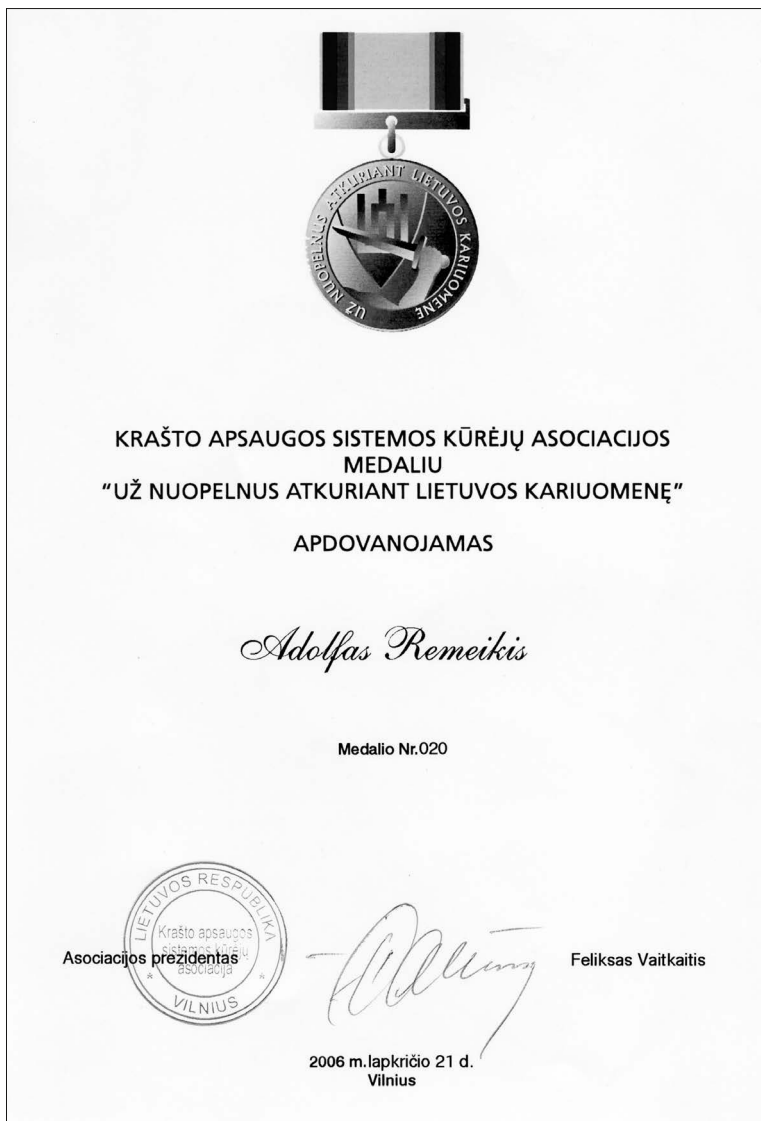 UŽ NUOPELNUS ATKURIANT LIETUVOS KARIUOMENĘ
KRAŠTO APSAUGOS SISTEMOS KŪRĖJŲ ASOCIACIJOS
MEDALIU
“UŽ NUOPELNUS ATKURIANT LIETUVOS KARIUOMENĘ”
APDOVANOJAMAS
Adolfas Remeikis
Medalio Nr.020
LIETUVOS RESPUBLIKA
Krašto apsaugos
sistemos kūrėjų
asociacija
* VILNIUS *
Asociacijos prezidentas
Feliksas Vaitkaitis
2006 m.lapkričio 21 d.
Vilnius